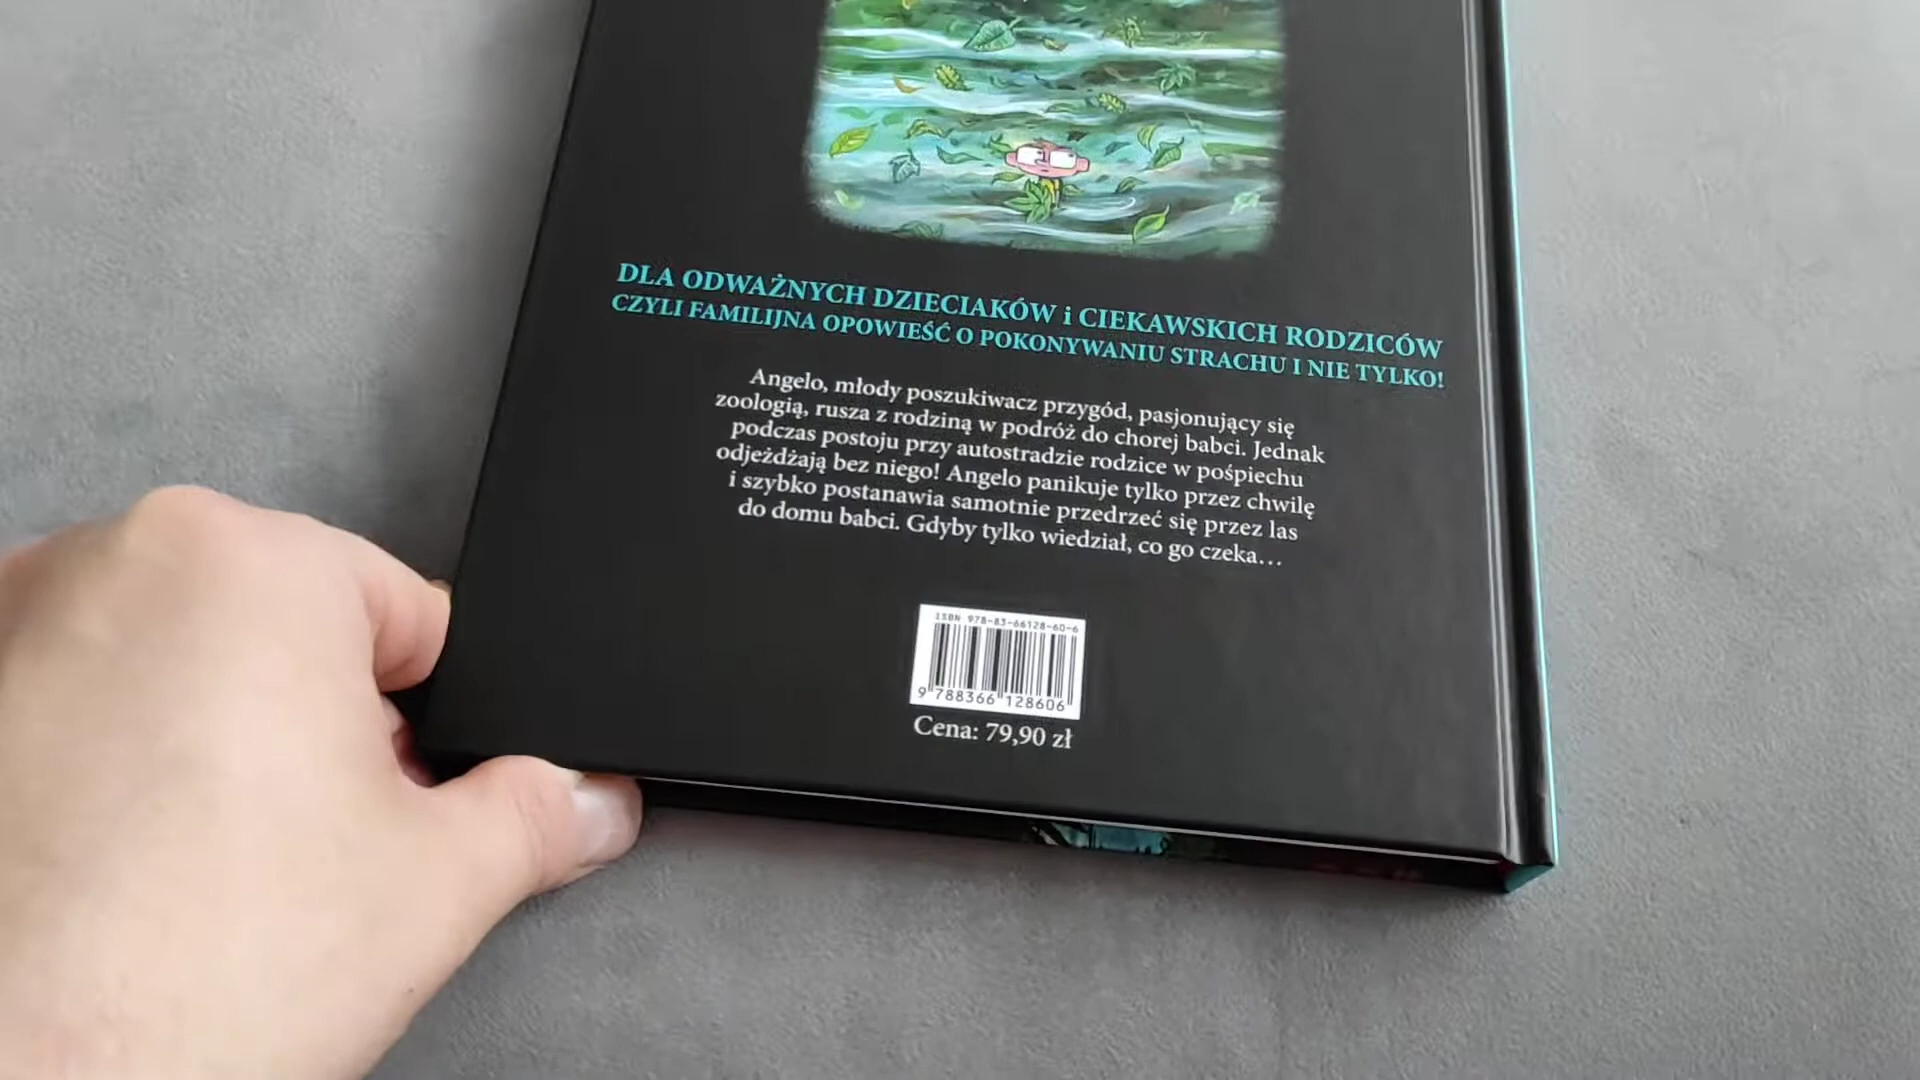 DLA ODWAŻNYCH DZIECIAKÓW i CIEKAWSKICH RODZICÓW
CZYLI FAMILIJNA OPOWIEŚĆ O POKONYWANIU STRACHU I NIE TYLKO!
Angelo, młody poszukiwacz przygód, pasjonujący się
zoologią, rusza z rodziną w podróż do chorej babci. Jednak
podczas postoju przy autostradzie rodzice w pośpiechu
odjeżdżają bez niego! Angelo panikuje tylko przez chwilę
i szybko postanawia samotnie przedrzeć się przez las
do domu babci. Gdyby tylko wiedział, co go czeka...
ISBN 978-83-66128-60-6
9 788366 128606
Cena: 79,90 zł